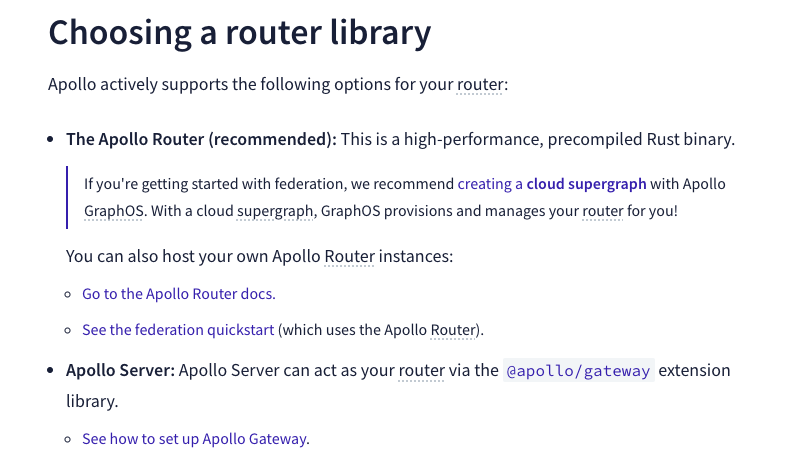 Choosing a router library
Apollo actively supports the following options for your router:
• The Apollo Router (recommended): This is a high-performance, precompiled Rust binary.
If you're getting started with federation, we recommend creating a cloud supergraph with Apollo
GraphOS. With a cloud supergraph, GraphOS provisions and manages your router for you!
You can also host your own Apollo Router instances:
◦ Go to the Apollo Router docs.
◦ See the federation quickstart (which uses the Apollo Router).
• Apollo Server: Apollo Server can act as your router via the @apollo/gateway extension
library.
◦ See how to set up Apollo Gateway.